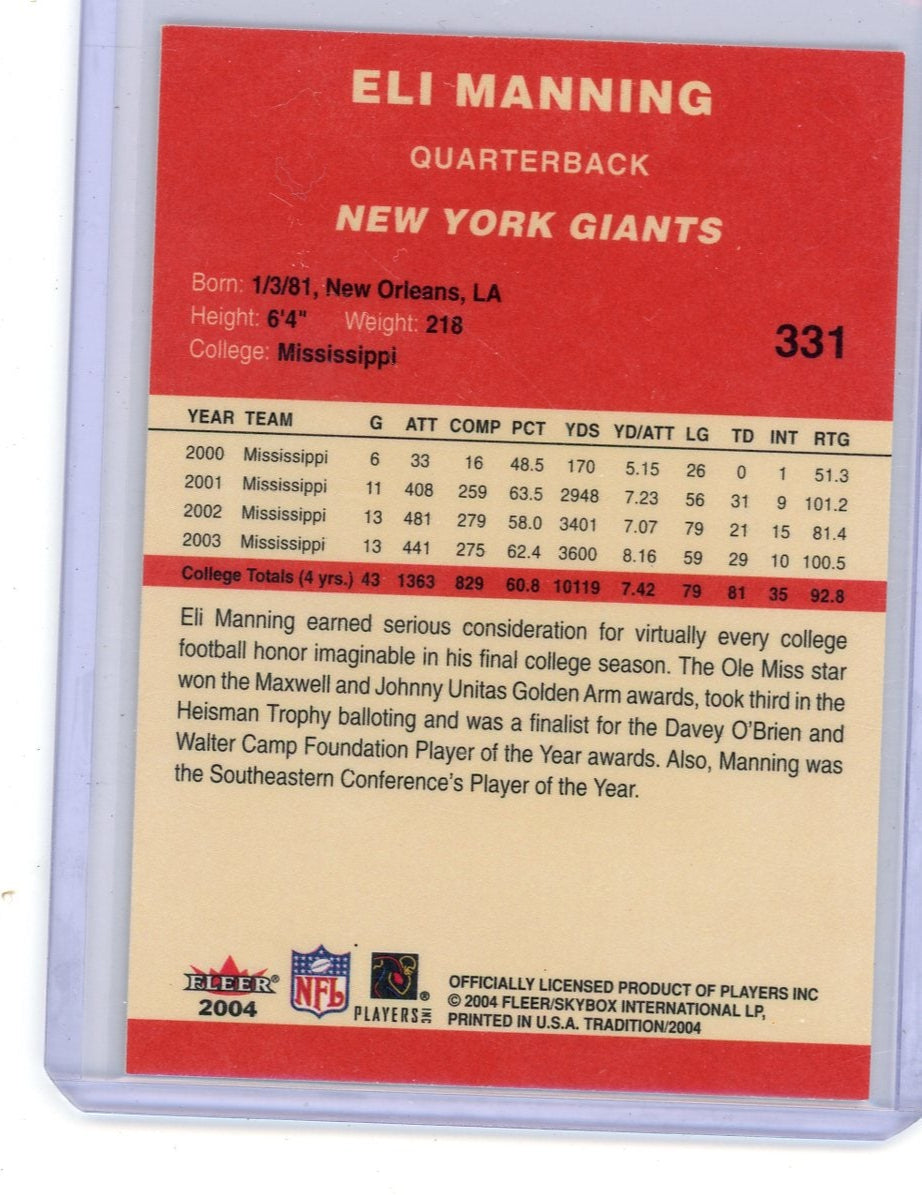 ELI MANNING
QUARTERBACK
NEW YORK GIANTS
Born: 1/3/81, New Orleans, LA
Height: 6'4" Weight: 218
College: Mississippi
331
YEAR TEAM G ATT COMP PCT YDS YD/ATT LG TD INT RTG
2000 Mississippi 6 33 16 48.5 170 5.15 26 0 1 51.3
2001 Mississippi 11 408 259 63.5 2948 7.23 56 31 9 101.2
2002 Mississippi 13 481 279 58.0 3401 7.07 79 21 15 81.4
2003 Mississippi 13 441 275 62.4 3600 8.16 59 29 10 100.5
College Totals (4 yrs.) 43 1363 829 60.8 10119 7.42 79 81 35 92.8
Eli Manning earned serious consideration for virtually every college
football honor imaginable in his final college season. The Ole Miss star
won the Maxwell and Johnny Unitas Golden Arm awards, took third in the
Heisman Trophy balloting and was a finalist for the Davey O'Brien and
Walter Camp Foundation Player of the Year awards. Also, Manning was
the Southeastern Conference's Player of the Year.
FLEER®
2004
NFL
®
PLAYERS INC
OFFICIALLY LICENSED PRODUCT OF PLAYERS INC
© 2004 FLEER/SKYBOX INTERNATIONAL LP,
PRINTED IN U.S.A. TRADITION/2004